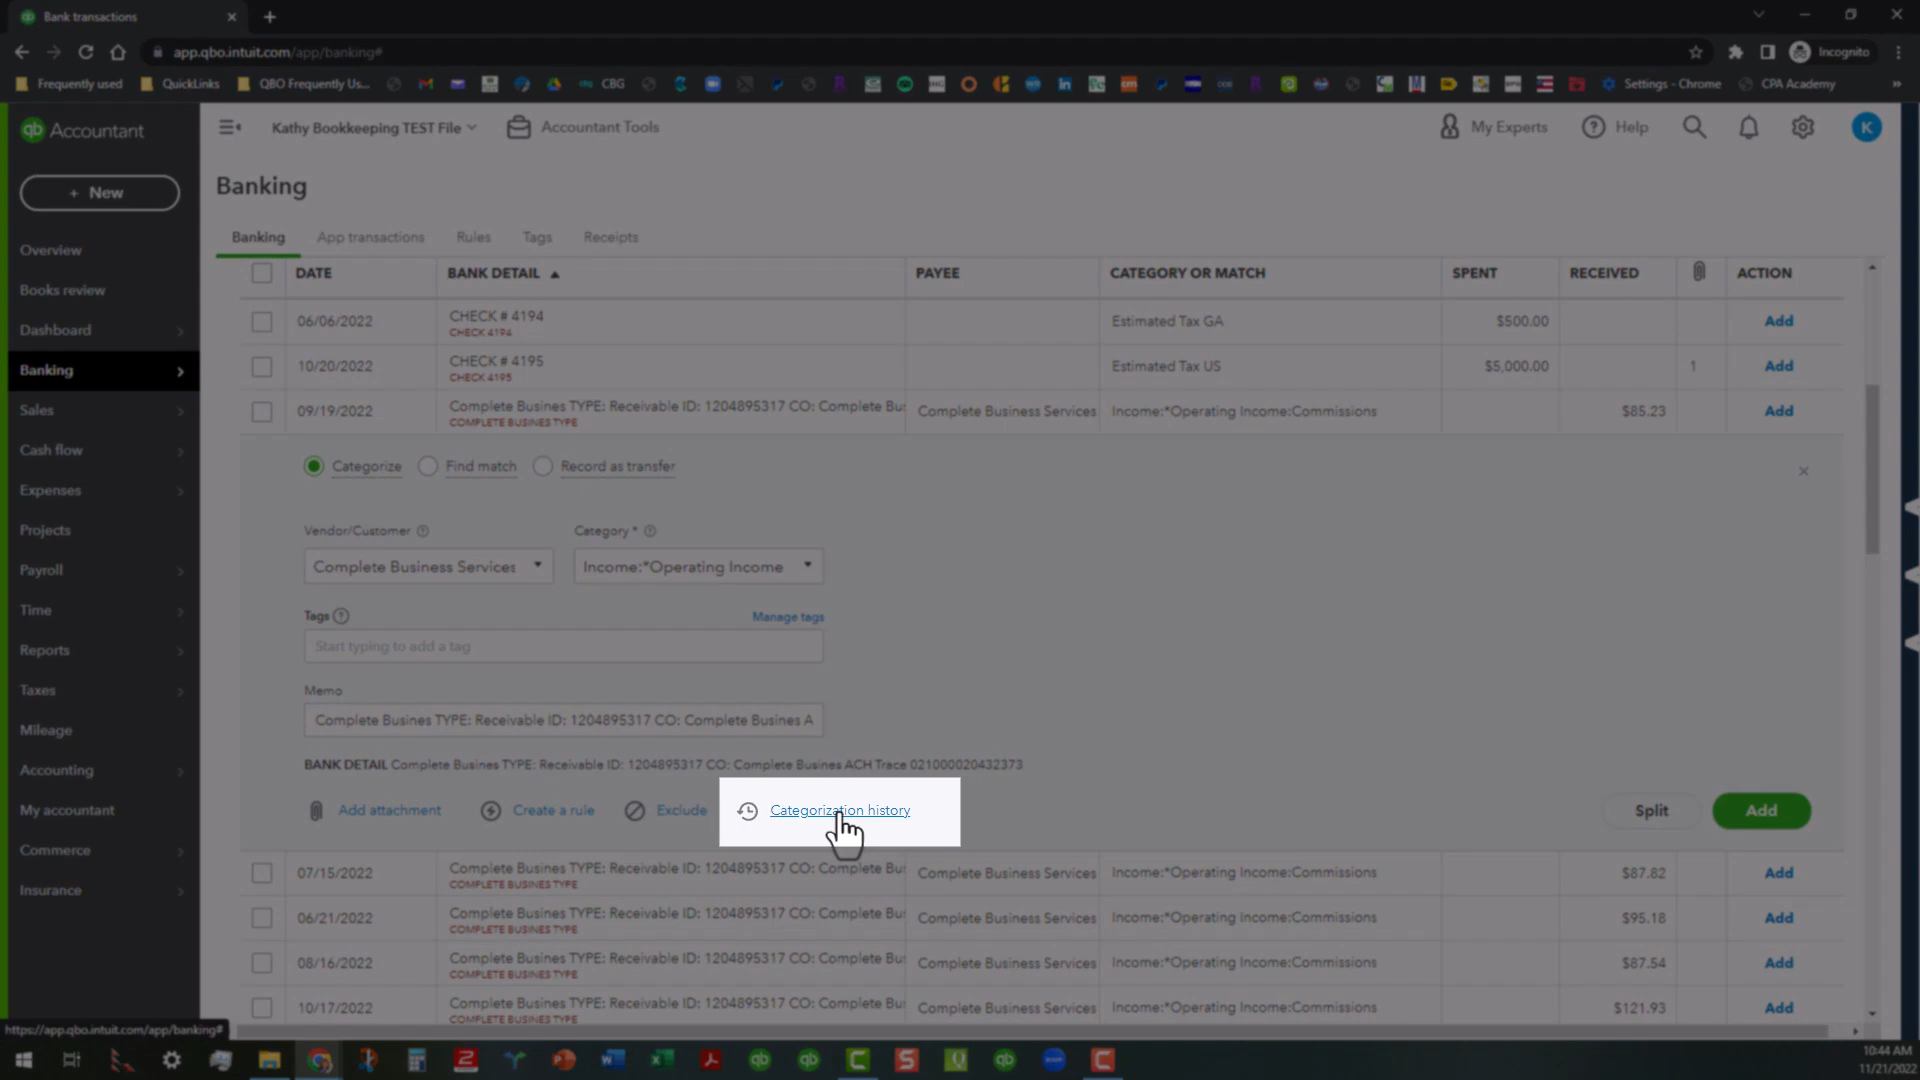 Bank transactions
app.qbo.intuit.com/app/banking#
Incognito
Frequently used
QuickLinks
QBO Frequently Us...
CBG
Settings - Chrome
CPA Academy
qb Accountant
Kathy Bookkeeping TEST File
Accountant Tools
My Experts
Help
K
+ New
Banking
Overview
Books review
Dashboard
Banking
Sales
Cash flow
Expenses
Projects
Payroll
Time
Reports
Taxes
Mileage
Accounting
My accountant
Commerce
Insurance
Banking App transactions Rules Tags Receipts
DATE BANK DETAIL PAYEE CATEGORY OR MATCH SPENT RECEIVED ACTION
06/06/2022 CHECK # 4194 Estimated Tax GA $500.00 Add
CHECK 4194
10/20/2022 CHECK # 4195 Estimated Tax US $5,000.00 1 Add
CHECK 4195
09/19/2022 Complete Busines TYPE: Receivable ID: 1204895317 CO: Complete Bus Complete Business Services Income:*Operating Income:Commissions $85.23 Add
COMPLETE BUSINES TYPE
Categorize Find match Record as transfer
Vendor/Customer Category *
Complete Business Services Income:*Operating Income
Tags Manage tags
Start typing to add a tag
Memo
Complete Busines TYPE: Receivable ID: 1204895317 CO: Complete Busines A
BANK DETAIL Complete Busines TYPE: Receivable ID: 1204895317 CO: Complete Busines ACH Trace 021000020432373
Add attachment Create a rule Exclude Categorization history Split Add
07/15/2022 Complete Busines TYPE: Receivable ID: 1204895317 CO: Complete Bus Complete Business Services Income:*Operating Income:Commissions $87.82 Add
COMPLETE BUSINES TYPE
06/21/2022 Complete Busines TYPE: Receivable ID: 1204895317 CO: Complete Bus Complete Business Services Income:*Operating Income:Commissions $95.18 Add
COMPLETE BUSINES TYPE
08/16/2022 Complete Busines TYPE: Receivable ID: 1204895317 CO: Complete Bus Complete Business Services Income:*Operating Income:Commissions $87.54 Add
COMPLETE BUSINES TYPE
10/17/2022 Complete Busines TYPE: Receivable ID: 1204895317 CO: Complete Bus Complete Business Services Income:*Operating Income:Commissions $121.93 Add
COMPLETE BUSINES TYPE
https://app.qbo.intuit.com/app/banking#
10:44 AM
11/21/2022